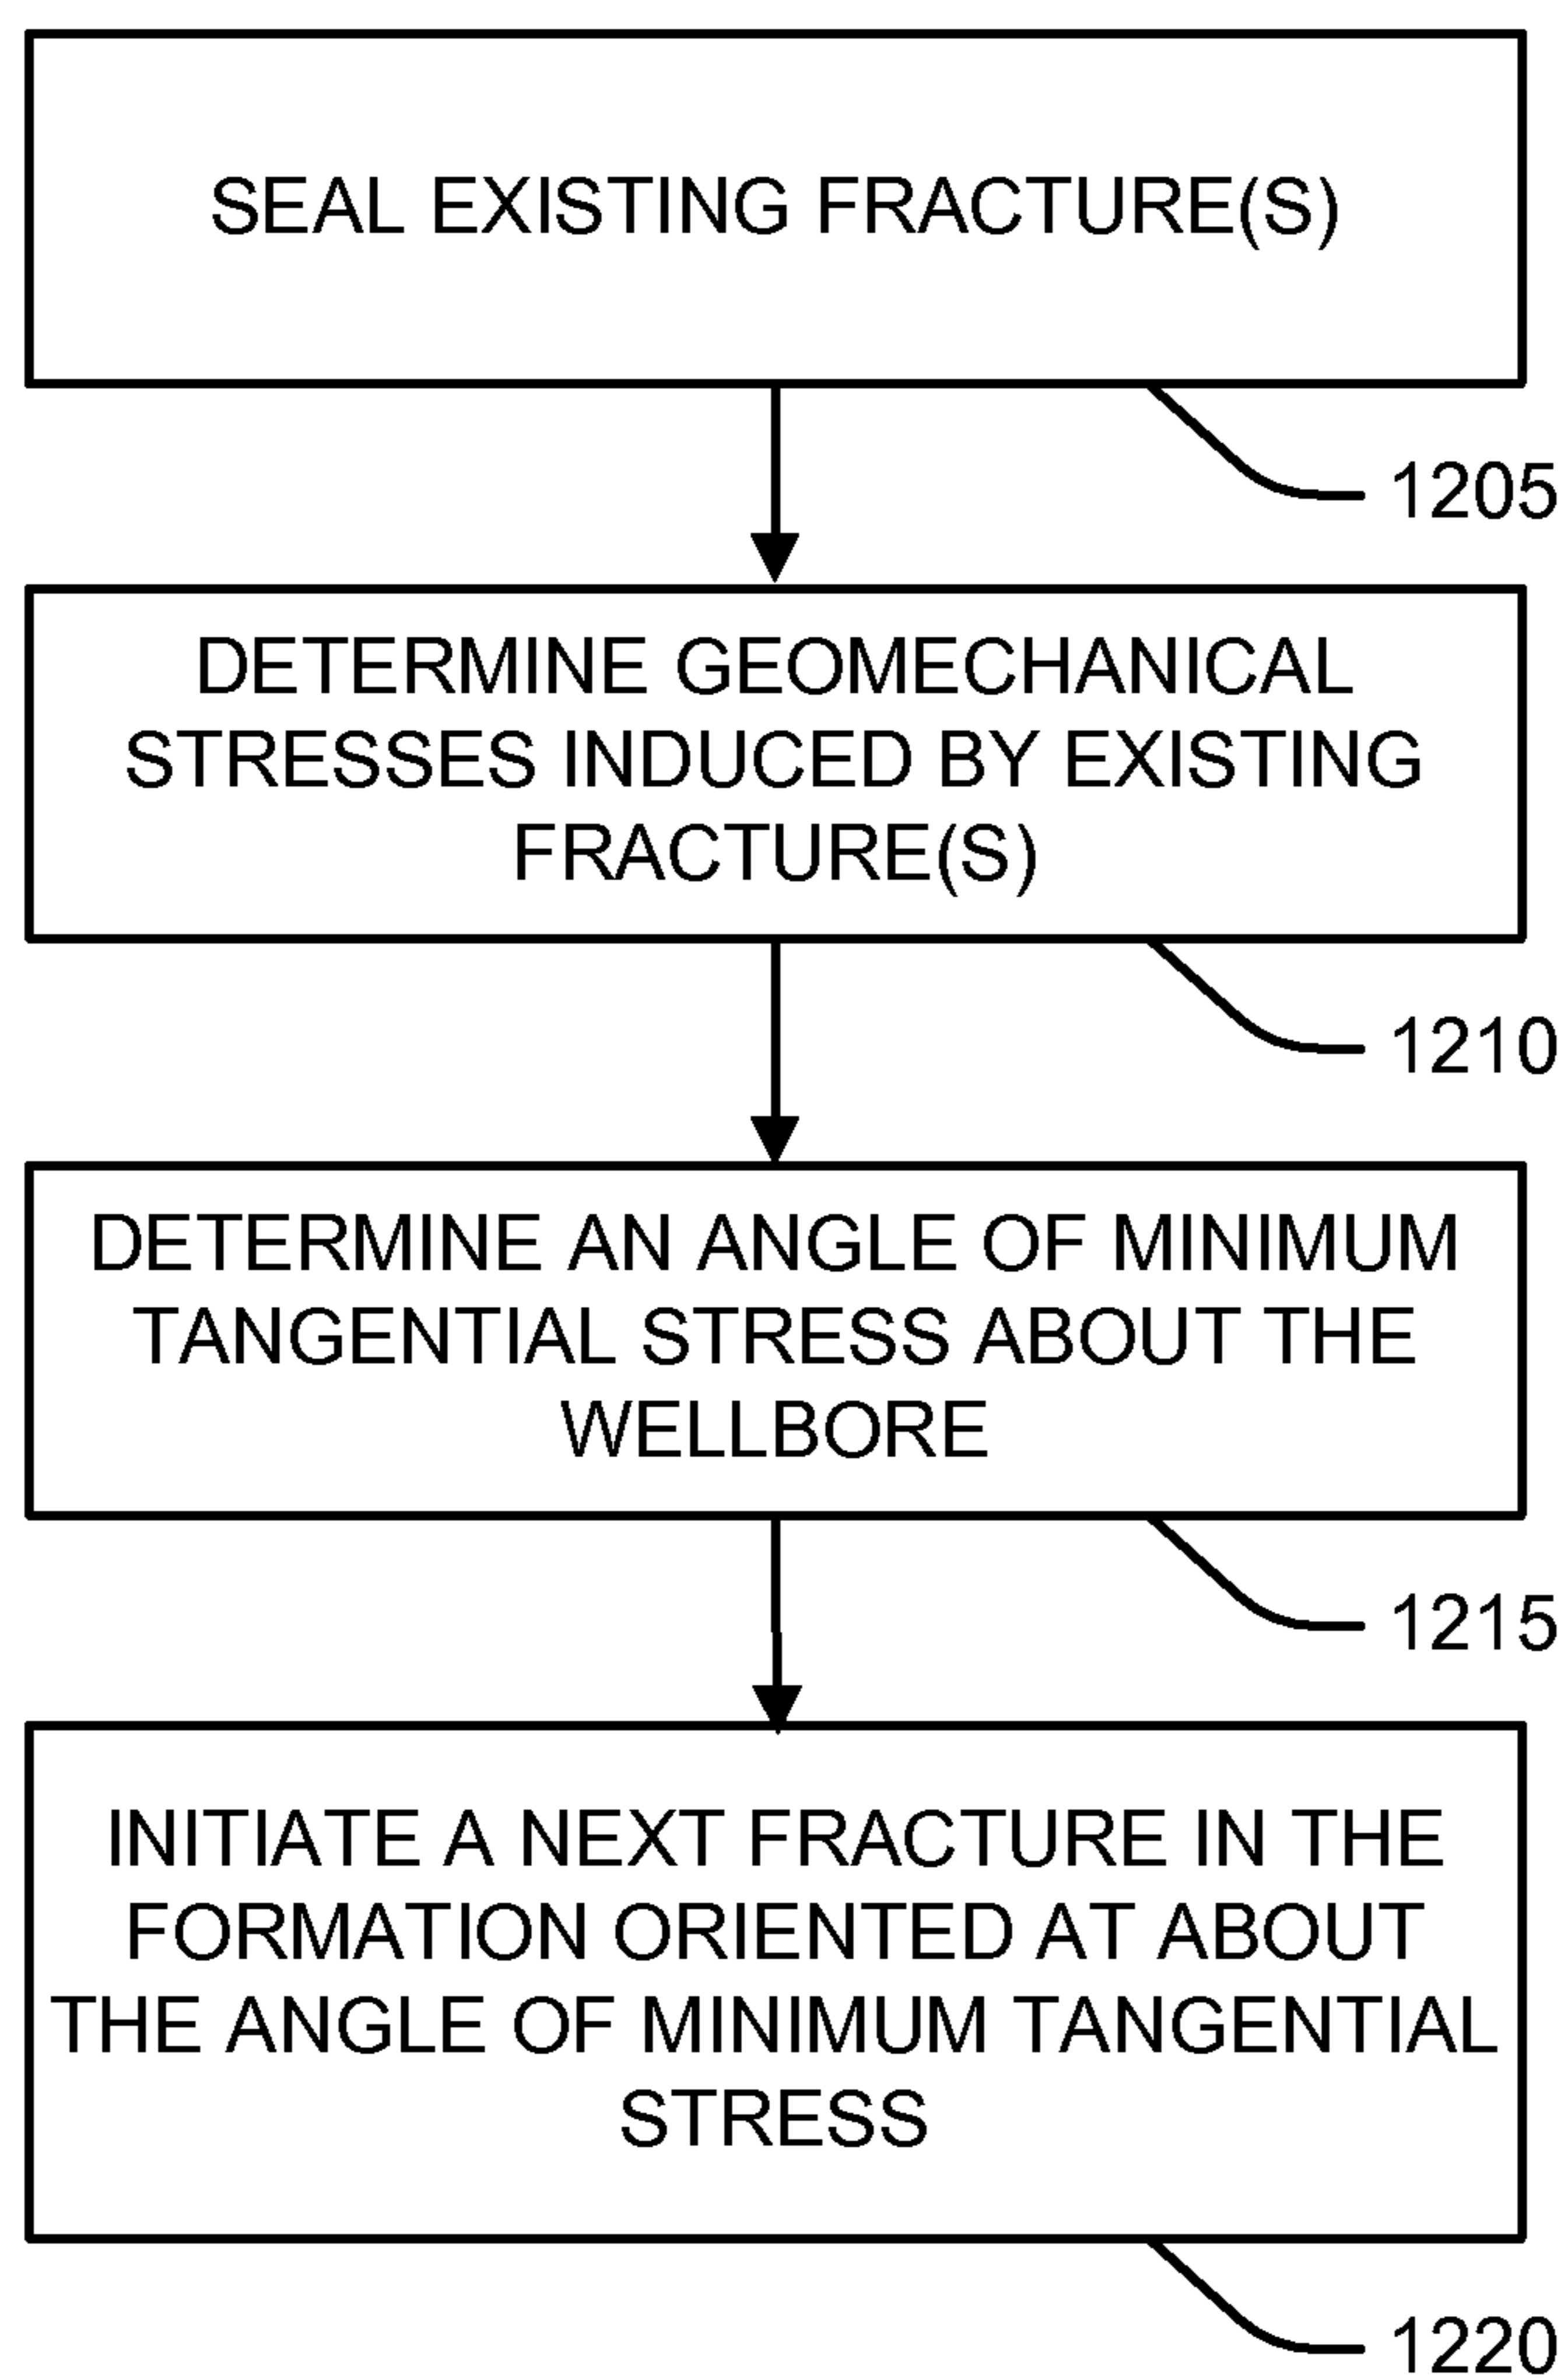 SEAL EXISTING FRACTURE(S)
1205
DETERMINE GEOMECHANICAL
STRESSES INDUCED BY EXISTING
FRACTURE(S)
1210
DETERMINE AN ANGLE OF MINIMUM
TANGENTIAL STRESS ABOUT THE
WELLBORE
1215
INITIATE A NEXT FRACTURE IN THE
FORMATION ORIENTED AT ABOUT
THE ANGLE OF MINIMUM TANGENTIAL
STRESS
1220